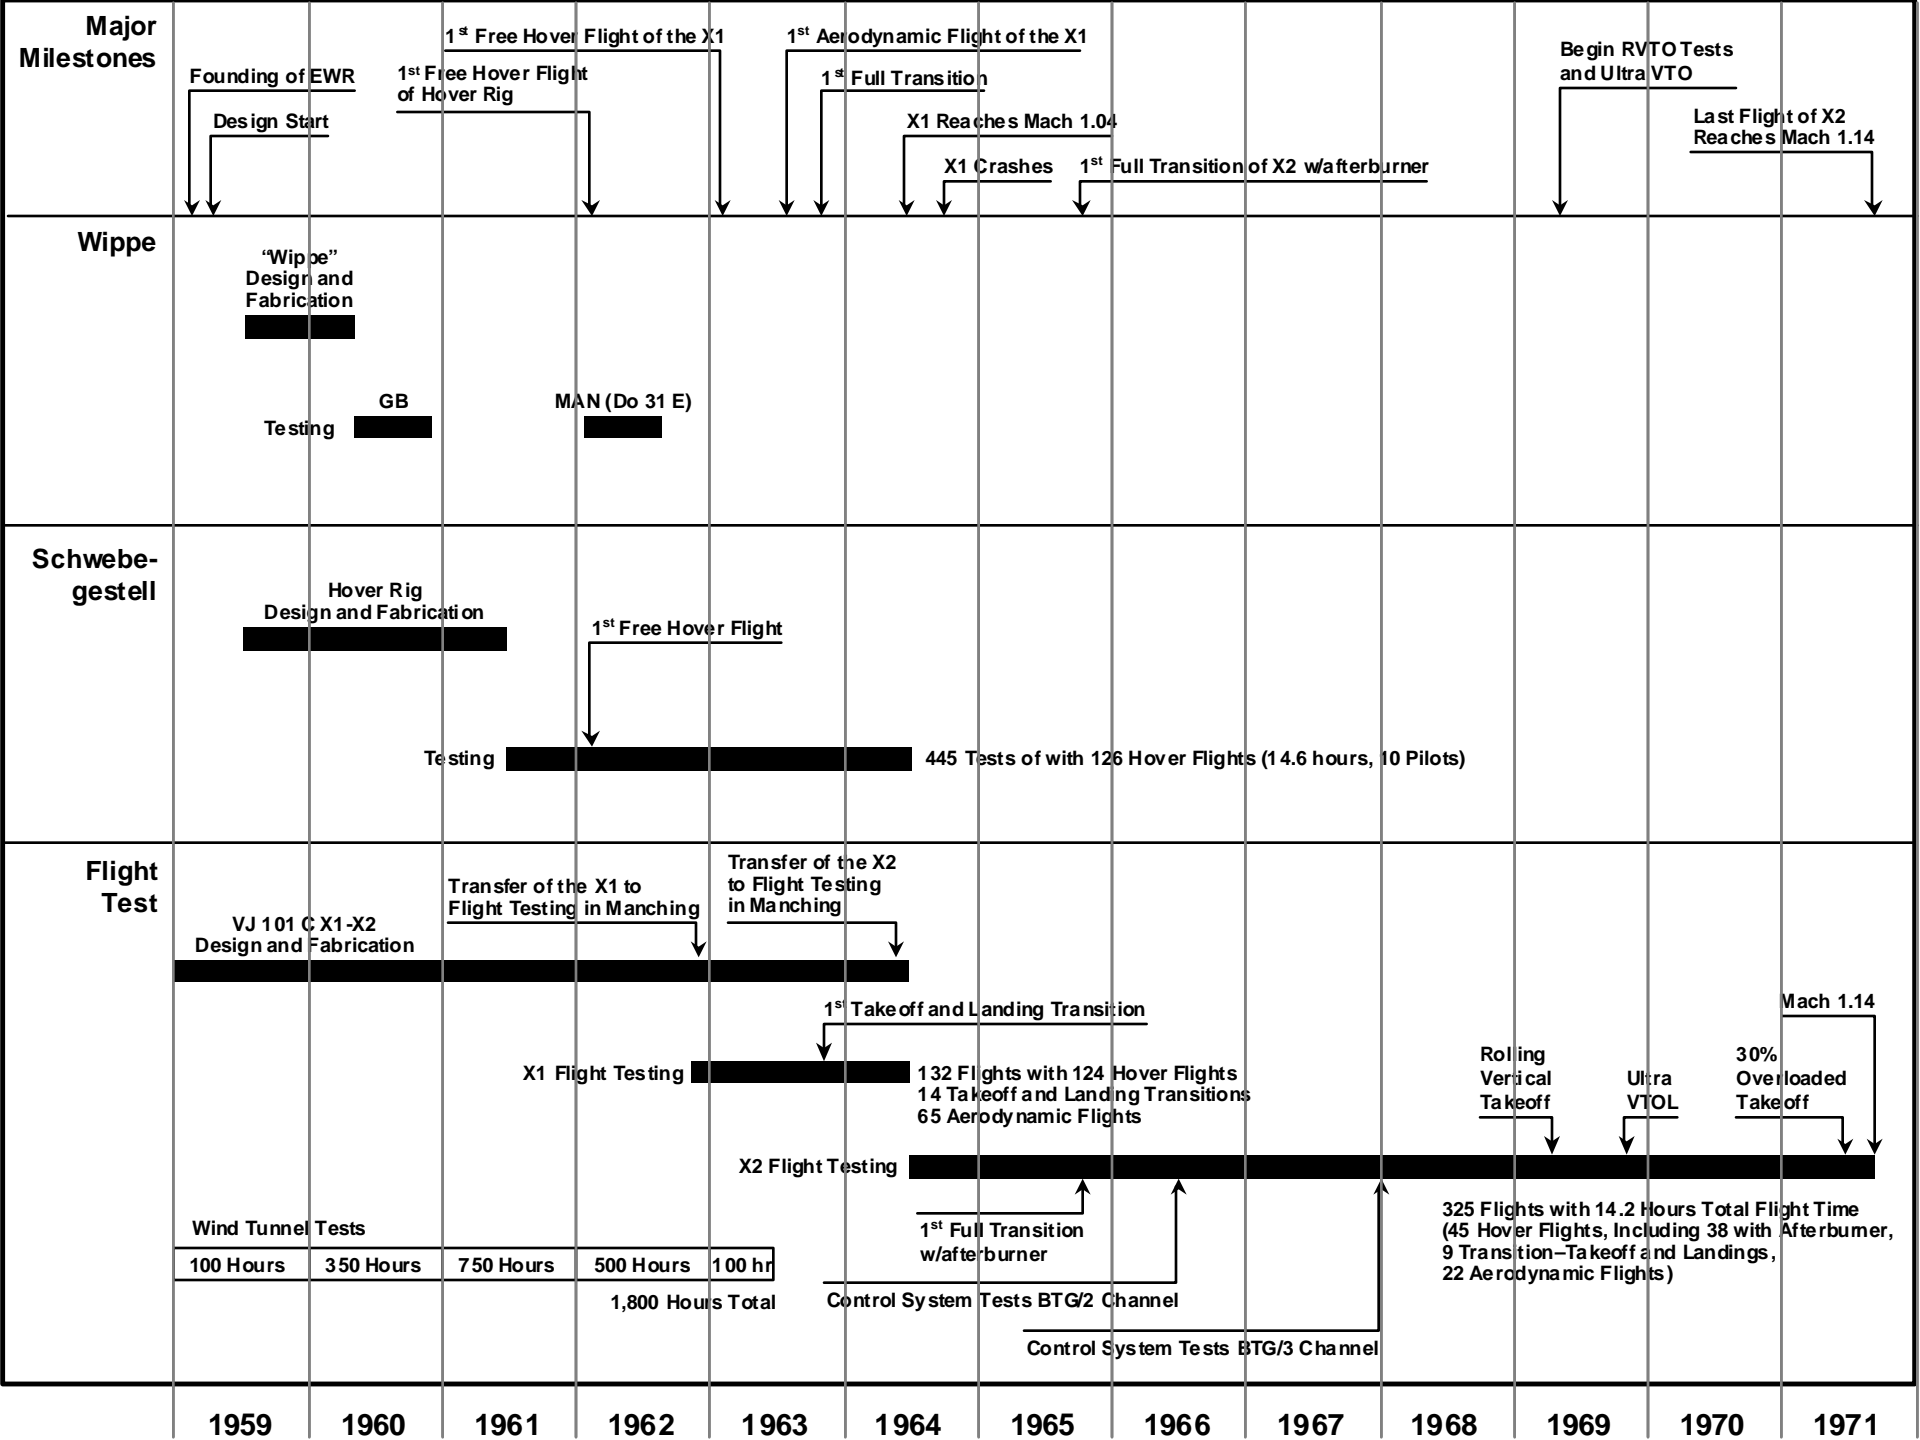 Major
Milestones
1st Free Hover Flight of the X1
1st Aerodynamic Flight of the X1
Founding of EWR
1st Free Hover Flight
of Hover Rig
1st Full Transition
Begin RVTO Tests
and Ultra VTO
Design Start
X1 Reaches Mach 1.04
Last Flight of X2
Reaches Mach 1.14
X1 Crashes
1st Full Transition of X2 w/afterburner
Wippe
“Wippe”
Design and
Fabrication
GB
MAN (Do 31 E)
Testing
Schwebe-
gestell
Hover Rig
Design and Fabrication
1st Free Hover Flight
Testing
445 Tests of with 126 Hover Flights (14.6 hours, 10 Pilots)
Flight
Test
VJ 101 C X1-X2
Design and Fabrication
Transfer of the X1 to
Flight Testing in Manching
Transfer of the X2
to Flight Testing
in Manching
1st Takeoff and Landing Transition
Mach 1.14
X1 Flight Testing
132 Flights with 124 Hover Flights
14 Takeoff and Landing Transitions
65 Aerodynamic Flights
Rolling
Vertical
Takeoff
Ultra
VTOL
30%
Overloaded
Takeoff
X2 Flight Testing
1st Full Transition
w/afterburner
325 Flights with 14.2 Hours Total Flight Time
(45 Hover Flights, Including 38 with Afterburner,
9 Transition–Takeoff and Landings,
22 Aerodynamic Flights)
Wind Tunnel Tests
100 Hours
350 Hours
750 Hours
500 Hours
100 hr
1,800 Hours Total
Control System Tests BTG/2 Channel
Control System Tests BTG/3 Channel
1959
1960
1961
1962
1963
1964
1965
1966
1967
1968
1969
1970
1971